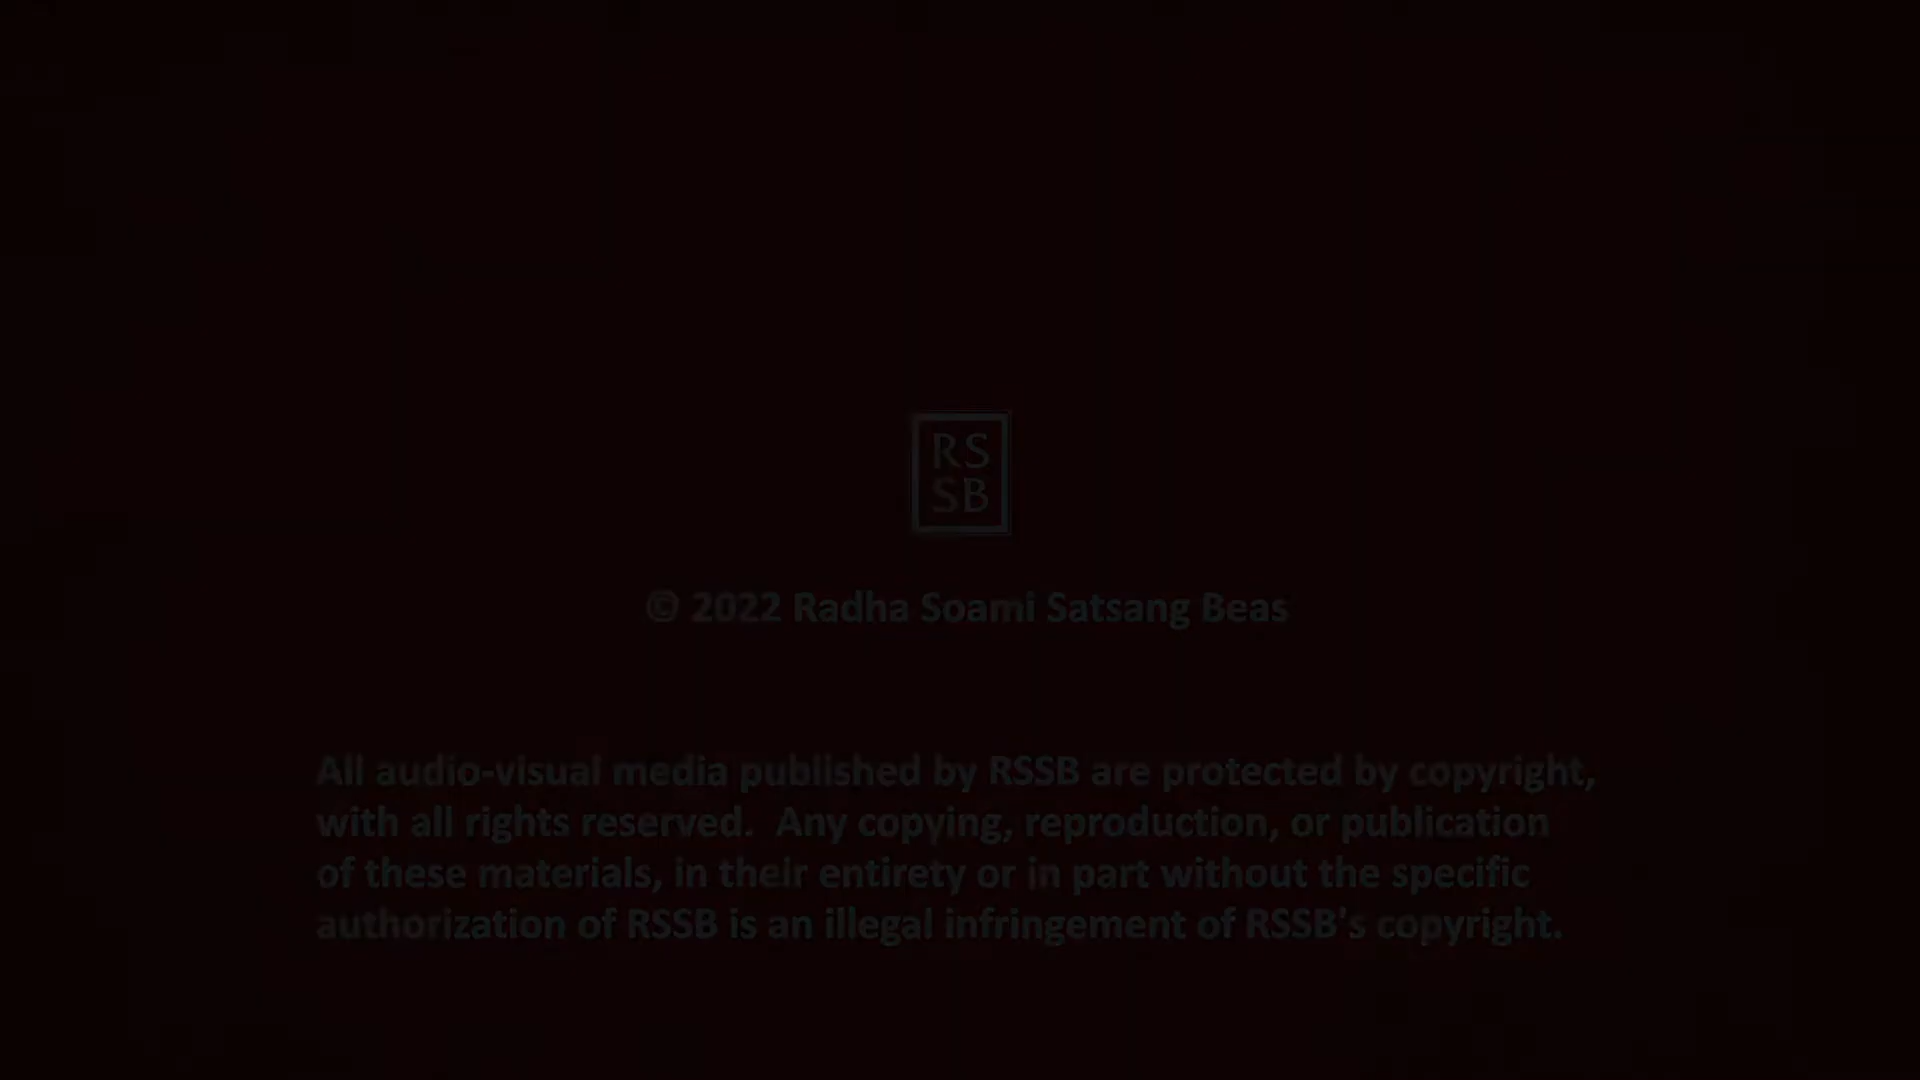 RS
SB
© 2022 Radha Soami Satsang Beas
All audio-visual media published by RSSB are protected by copyright,
with all rights reserved.  Any copying, reproduction, or publication
of these materials, in their entirety or in part without the specific
authorization of RSSB is an illegal infringement of RSSB's copyright.